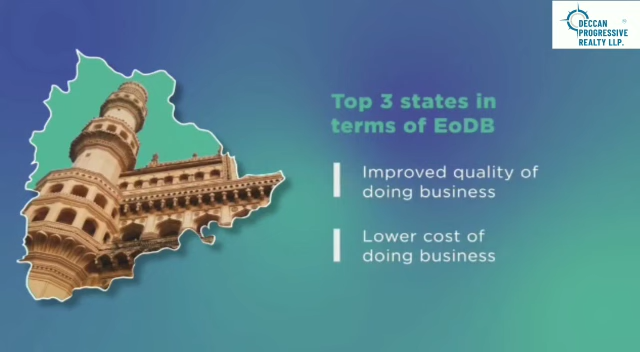 DECCAN
PROGRESSIVE
REALTY LLP.
Top 3 states in
terms of EoDB
Improved quality of
doing business
Lower cost of
doing business